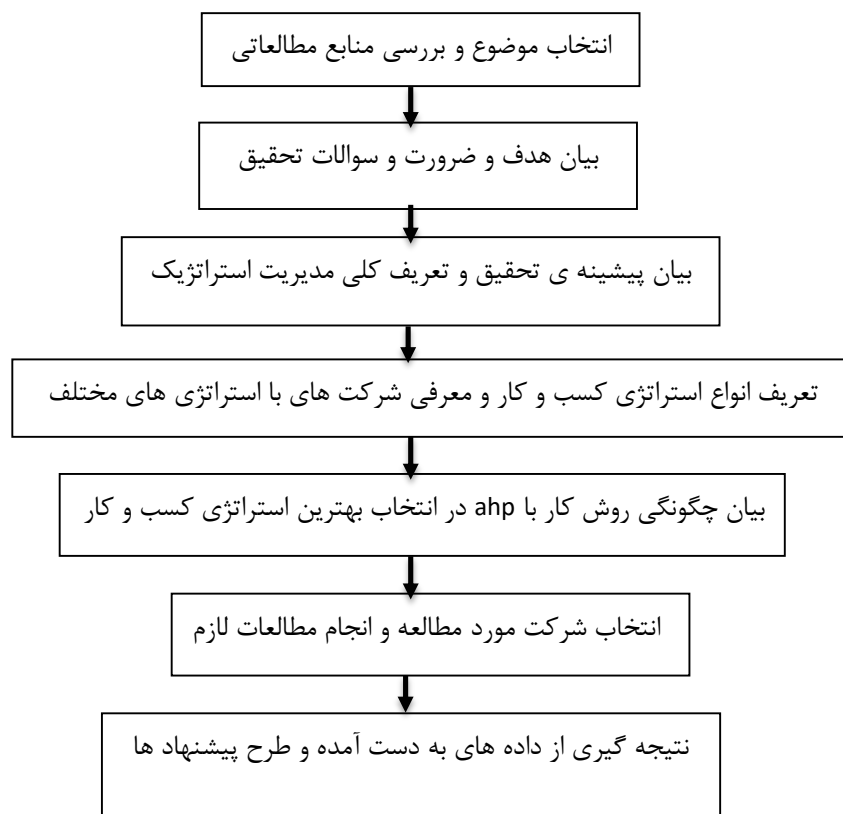 انتخاب موضوع و بررسی منابع مطالعاتی
بیان هدف و ضرورت و سوالات تحقیق
بیان پیشینه ی تحقیق و تعریف کلی مدیریت استراتژیک
تعریف انواع استراتژی کسب و کار و معرفی شرکت های با استراتژی های مختلف
بیان چگونگی روش کار با ahp در انتخاب بهترین استراتژی کسب و کار
انتخاب شرکت مورد مطالعه و انجام مطالعات لازم
نتیجه گیری از داده های به دست آمده و طرح پیشنهاد ها